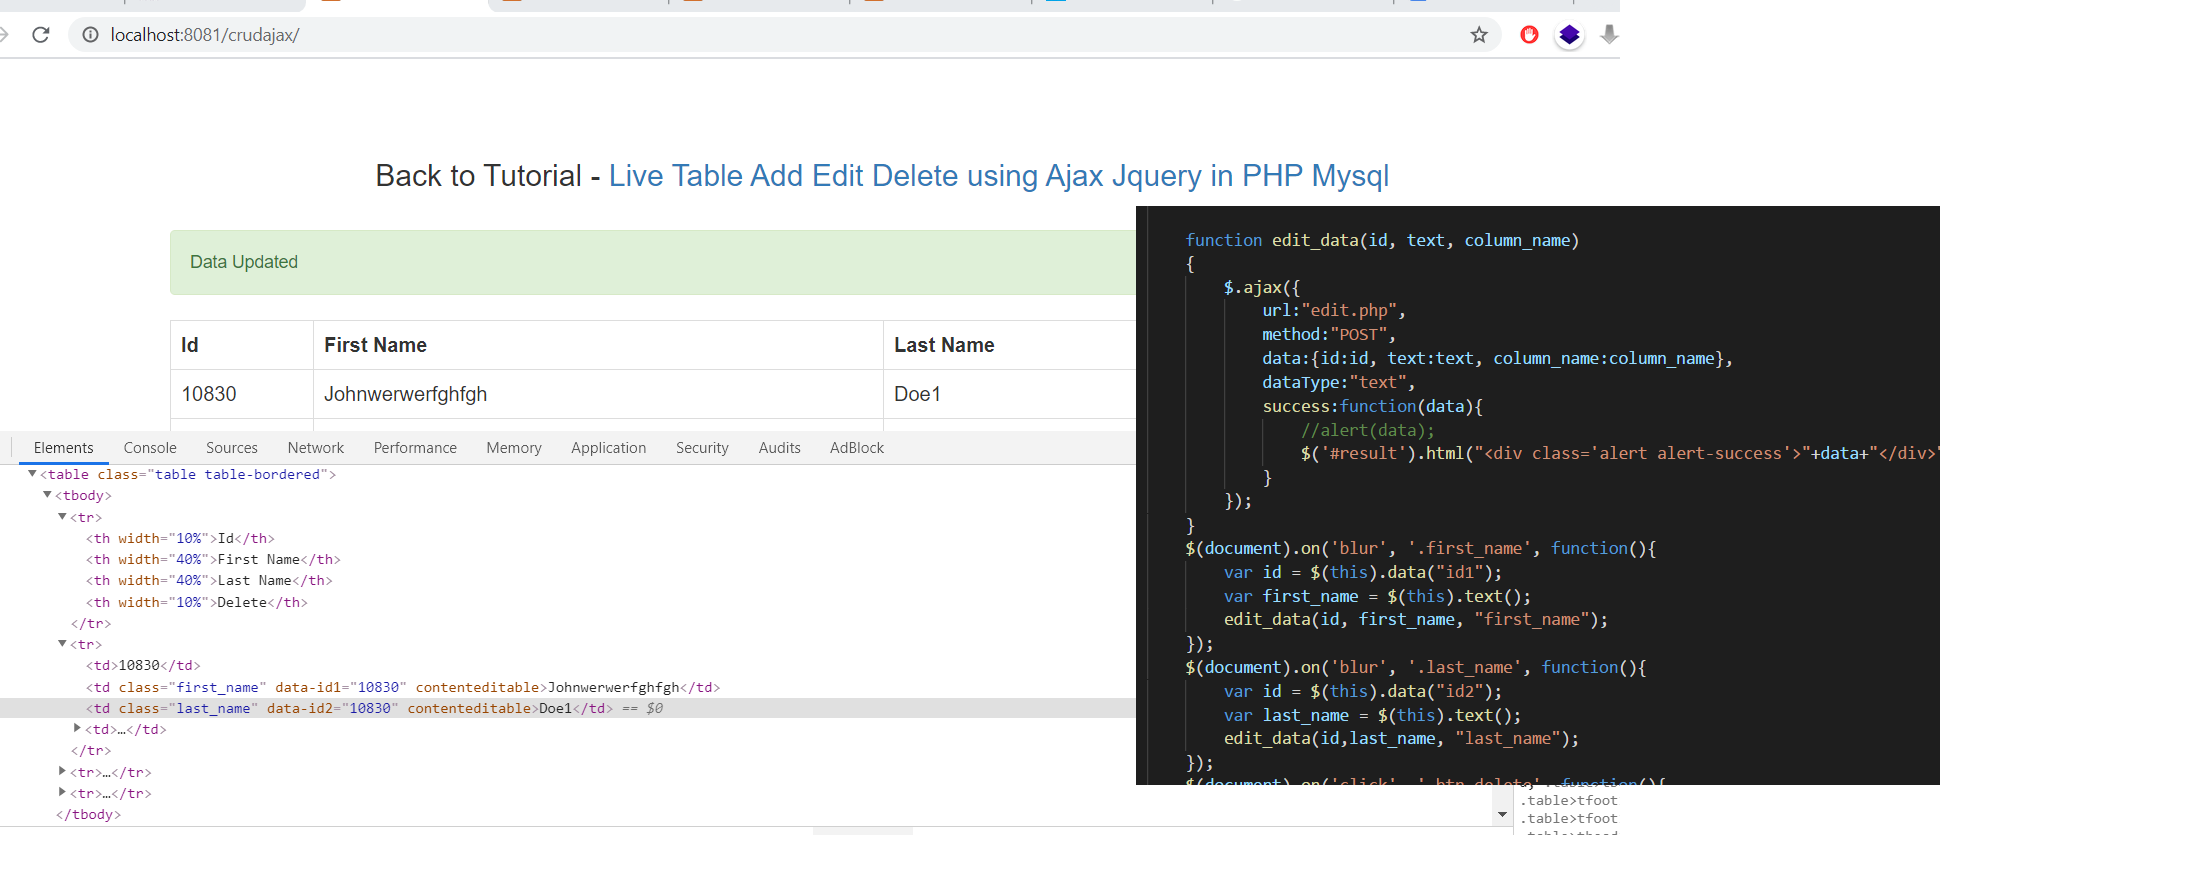 localhost:8081/crudajax/
Back to Tutorial - Live Table Add Edit Delete using Ajax Jquery in PHP Mysql
Data Updated
Id First Name Last Name
10830 Johnwerwerfghfgh Doe1
Elements Console Sources Network Performance Memory Application Security Audits AdBlock
<table class="table table-bordered">
<tbody>
<tr>
<th width="10%">Id</th>
<th width="40%">First Name</th>
<th width="40%">Last Name</th>
<th width="10%">Delete</th>
</tr>
<tr>
<td>10830</td>
<td class="first_name" data-id1="10830" contenteditable>Johnwerwerfghfgh</td>
<td class="last_name" data-id2="10830" contenteditable>Doe1</td> == $0
<td>…</td>
</tr>
<tr>…</tr>
<tr>…</tr>
</tbody>
function edit_data(id, text, column_name)
{
$.ajax({
url:"edit.php",
method:"POST",
data:{id:id, text:text, column_name:column_name},
dataType:"text",
success:function(data){
//alert(data);
$('#result').html("<div class='alert alert-success'>"+data+"</div>"
}
});
}
$(document).on('blur', '.first_name', function(){
var id = $(this).data("id1");
var first_name = $(this).text();
edit_data(id, first_name, "first_name");
});
$(document).on('blur', '.last_name', function(){
var id = $(this).data("id2");
var last_name = $(this).text();
edit_data(id,last_name, "last_name");
});
$(document).on('click', '.btn_delete', function(){
.table>tfoot
.table>tfoot